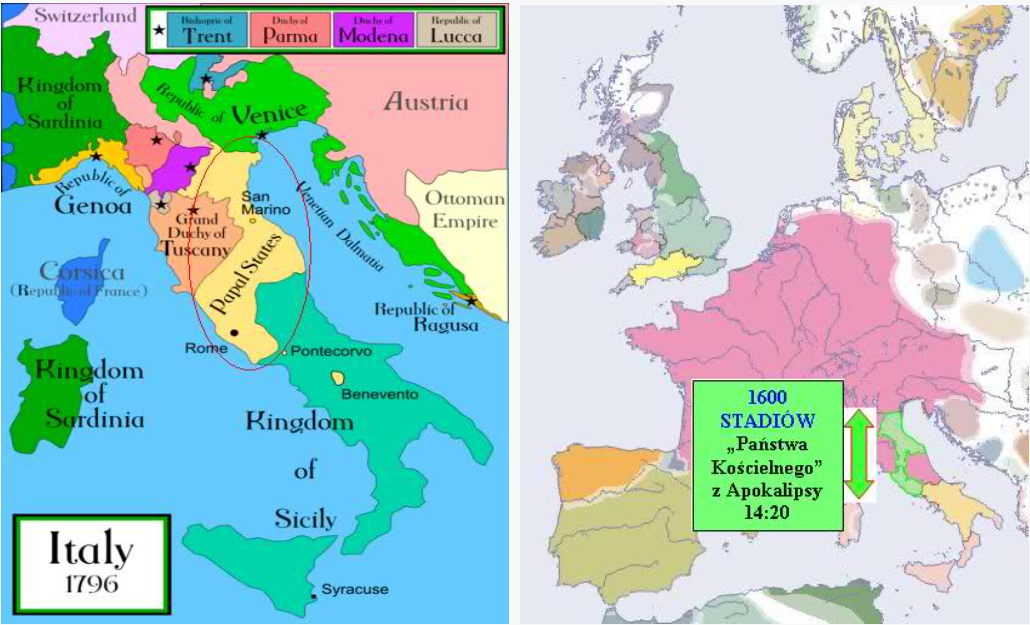 Switzerland
Bishopric of
Trent
Duchy of
Parma
Duchy of
Modena
Republic of
Lucca
Kingdom
of
Sardinia
Republic of Venice
Austria
Republic of
Genoa
San
Marino
Grand
Duchy of
Tuscany
Papal States
Venetian Dalmatia
Ottoman
Empire
Corsica
(Republic of France)
Republic of
Ragusa
Rome
Pontecorvo
Benevento
Kingdom
of
Sardinia
Kingdom
of
Sicily
Syracuse
Italy
1796
1600
STADIÓW
„Państwa
Kościelnego”
z Apokalipsy
14:20